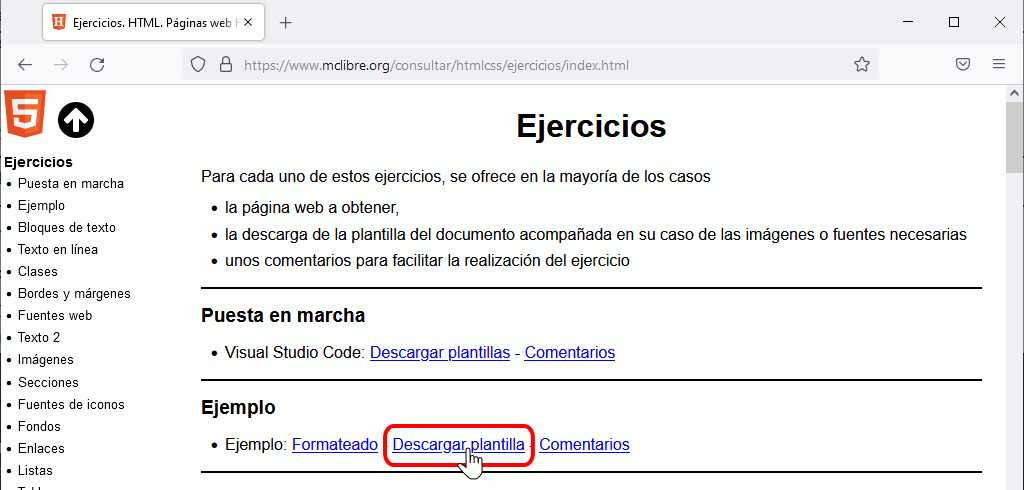 Ejercicios. HTML. Páginas web
https://www.mclibre.org/consultar/htmlcss/ejercicios/index.html
Ejercicios
Puesta en marcha
Ejemplo
Bloques de texto
Texto en línea
Clases
Bordes y márgenes
Fuentes web
Texto 2
Imágenes
Secciones
Fuentes de iconos
Fondos
Enlaces
Listas
Ejercicios
Para cada uno de estos ejercicios, se ofrece en la mayoría de los casos
• la página web a obtener,
• la descarga de la plantilla del documento acompañada en su caso de las imágenes o fuentes necesarias
• unos comentarios para facilitar la realización del ejercicio
Puesta en marcha
• Visual Studio Code: Descargar plantillas - Comentarios
Ejemplo
• Ejemplo: Formateado - Descargar plantilla - Comentarios